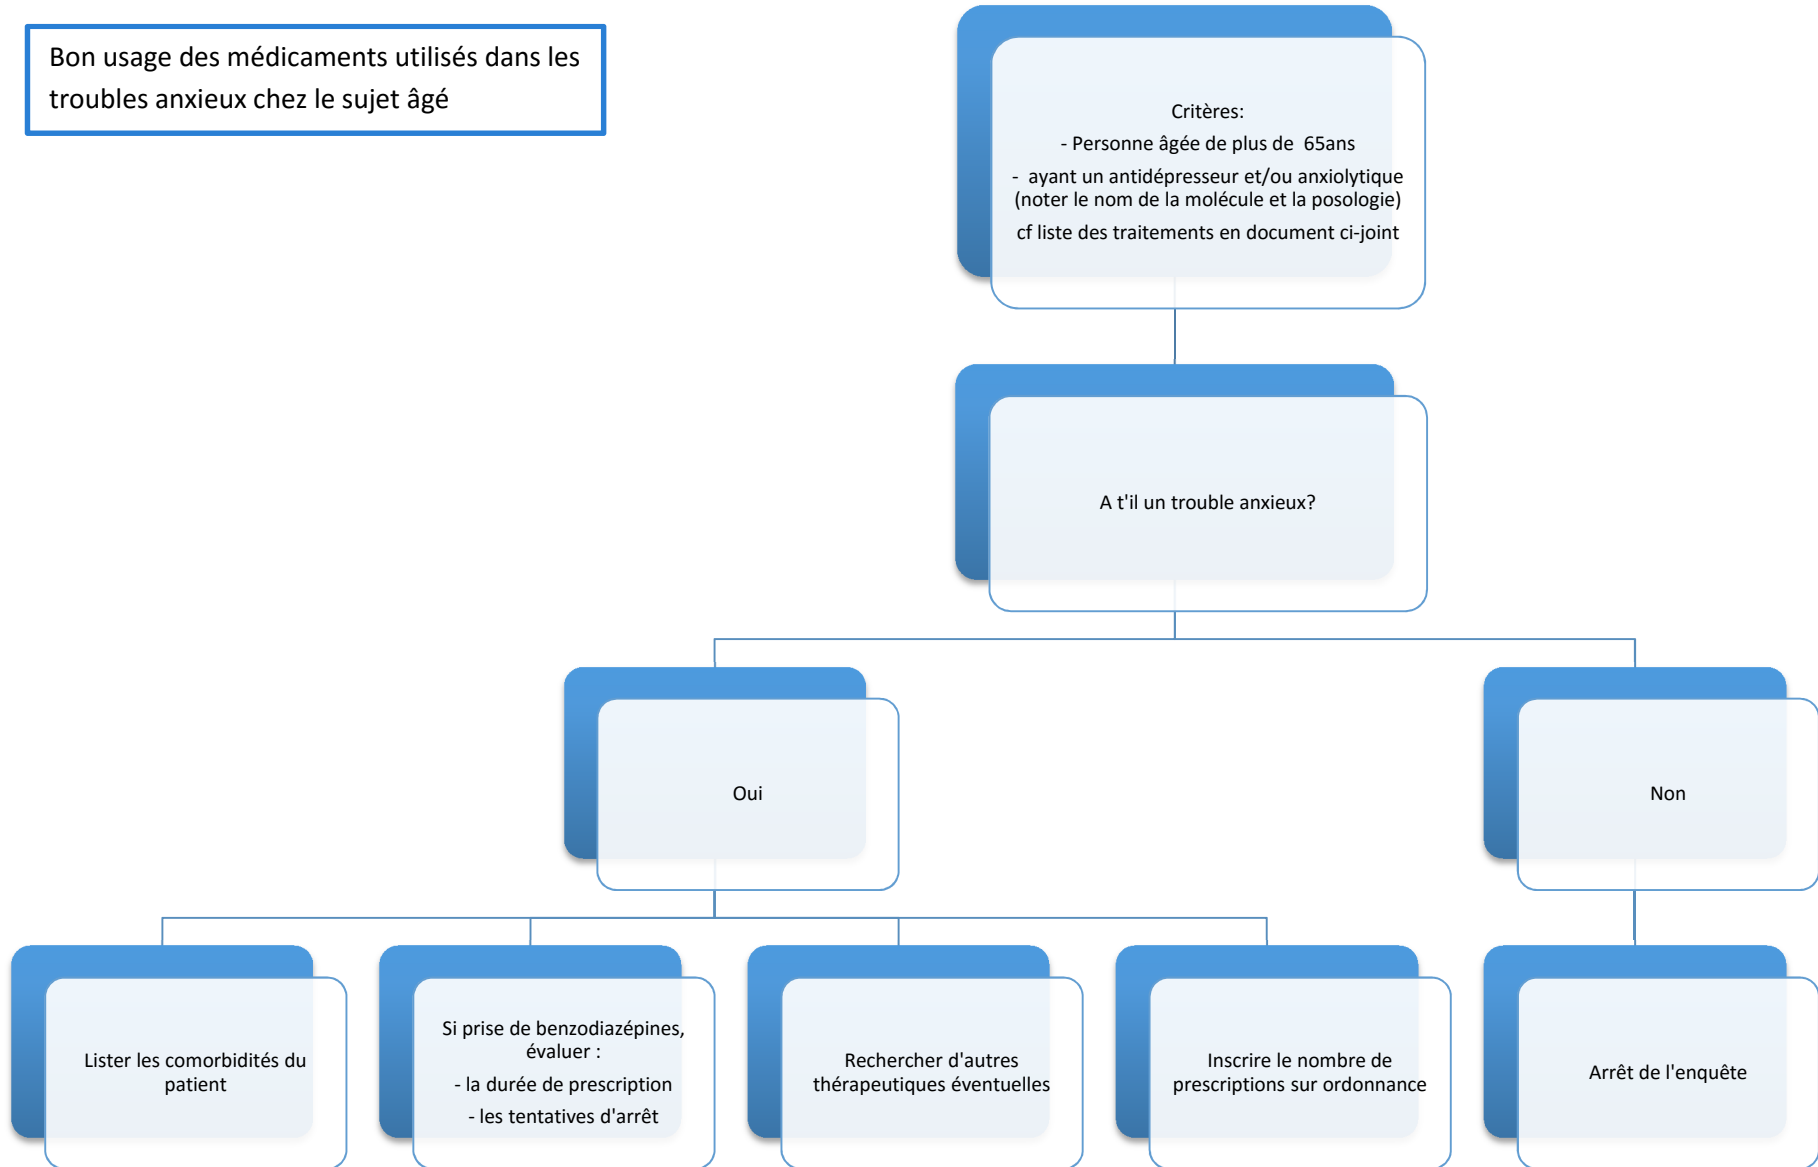 Bon usage des médicaments utilisés dans les
troubles anxieux chez le sujet âgé
Critères:
- Personne âgée de plus de 65ans
- ayant un antidépresseur et/ou anxiolytique
(noter le nom de la molécule et la posologie)
cf liste des traitements en document ci-joint
A t'il un trouble anxieux?
Oui
Non
Lister les comorbidités du
patient
Si prise de benzodiazépines,
évaluer :
- la durée de prescription
- les tentatives d'arrêt
Rechercher d'autres
thérapeutiques éventuelles
Inscrire le nombre de
prescriptions sur ordonnance
Arrêt de l'enquête